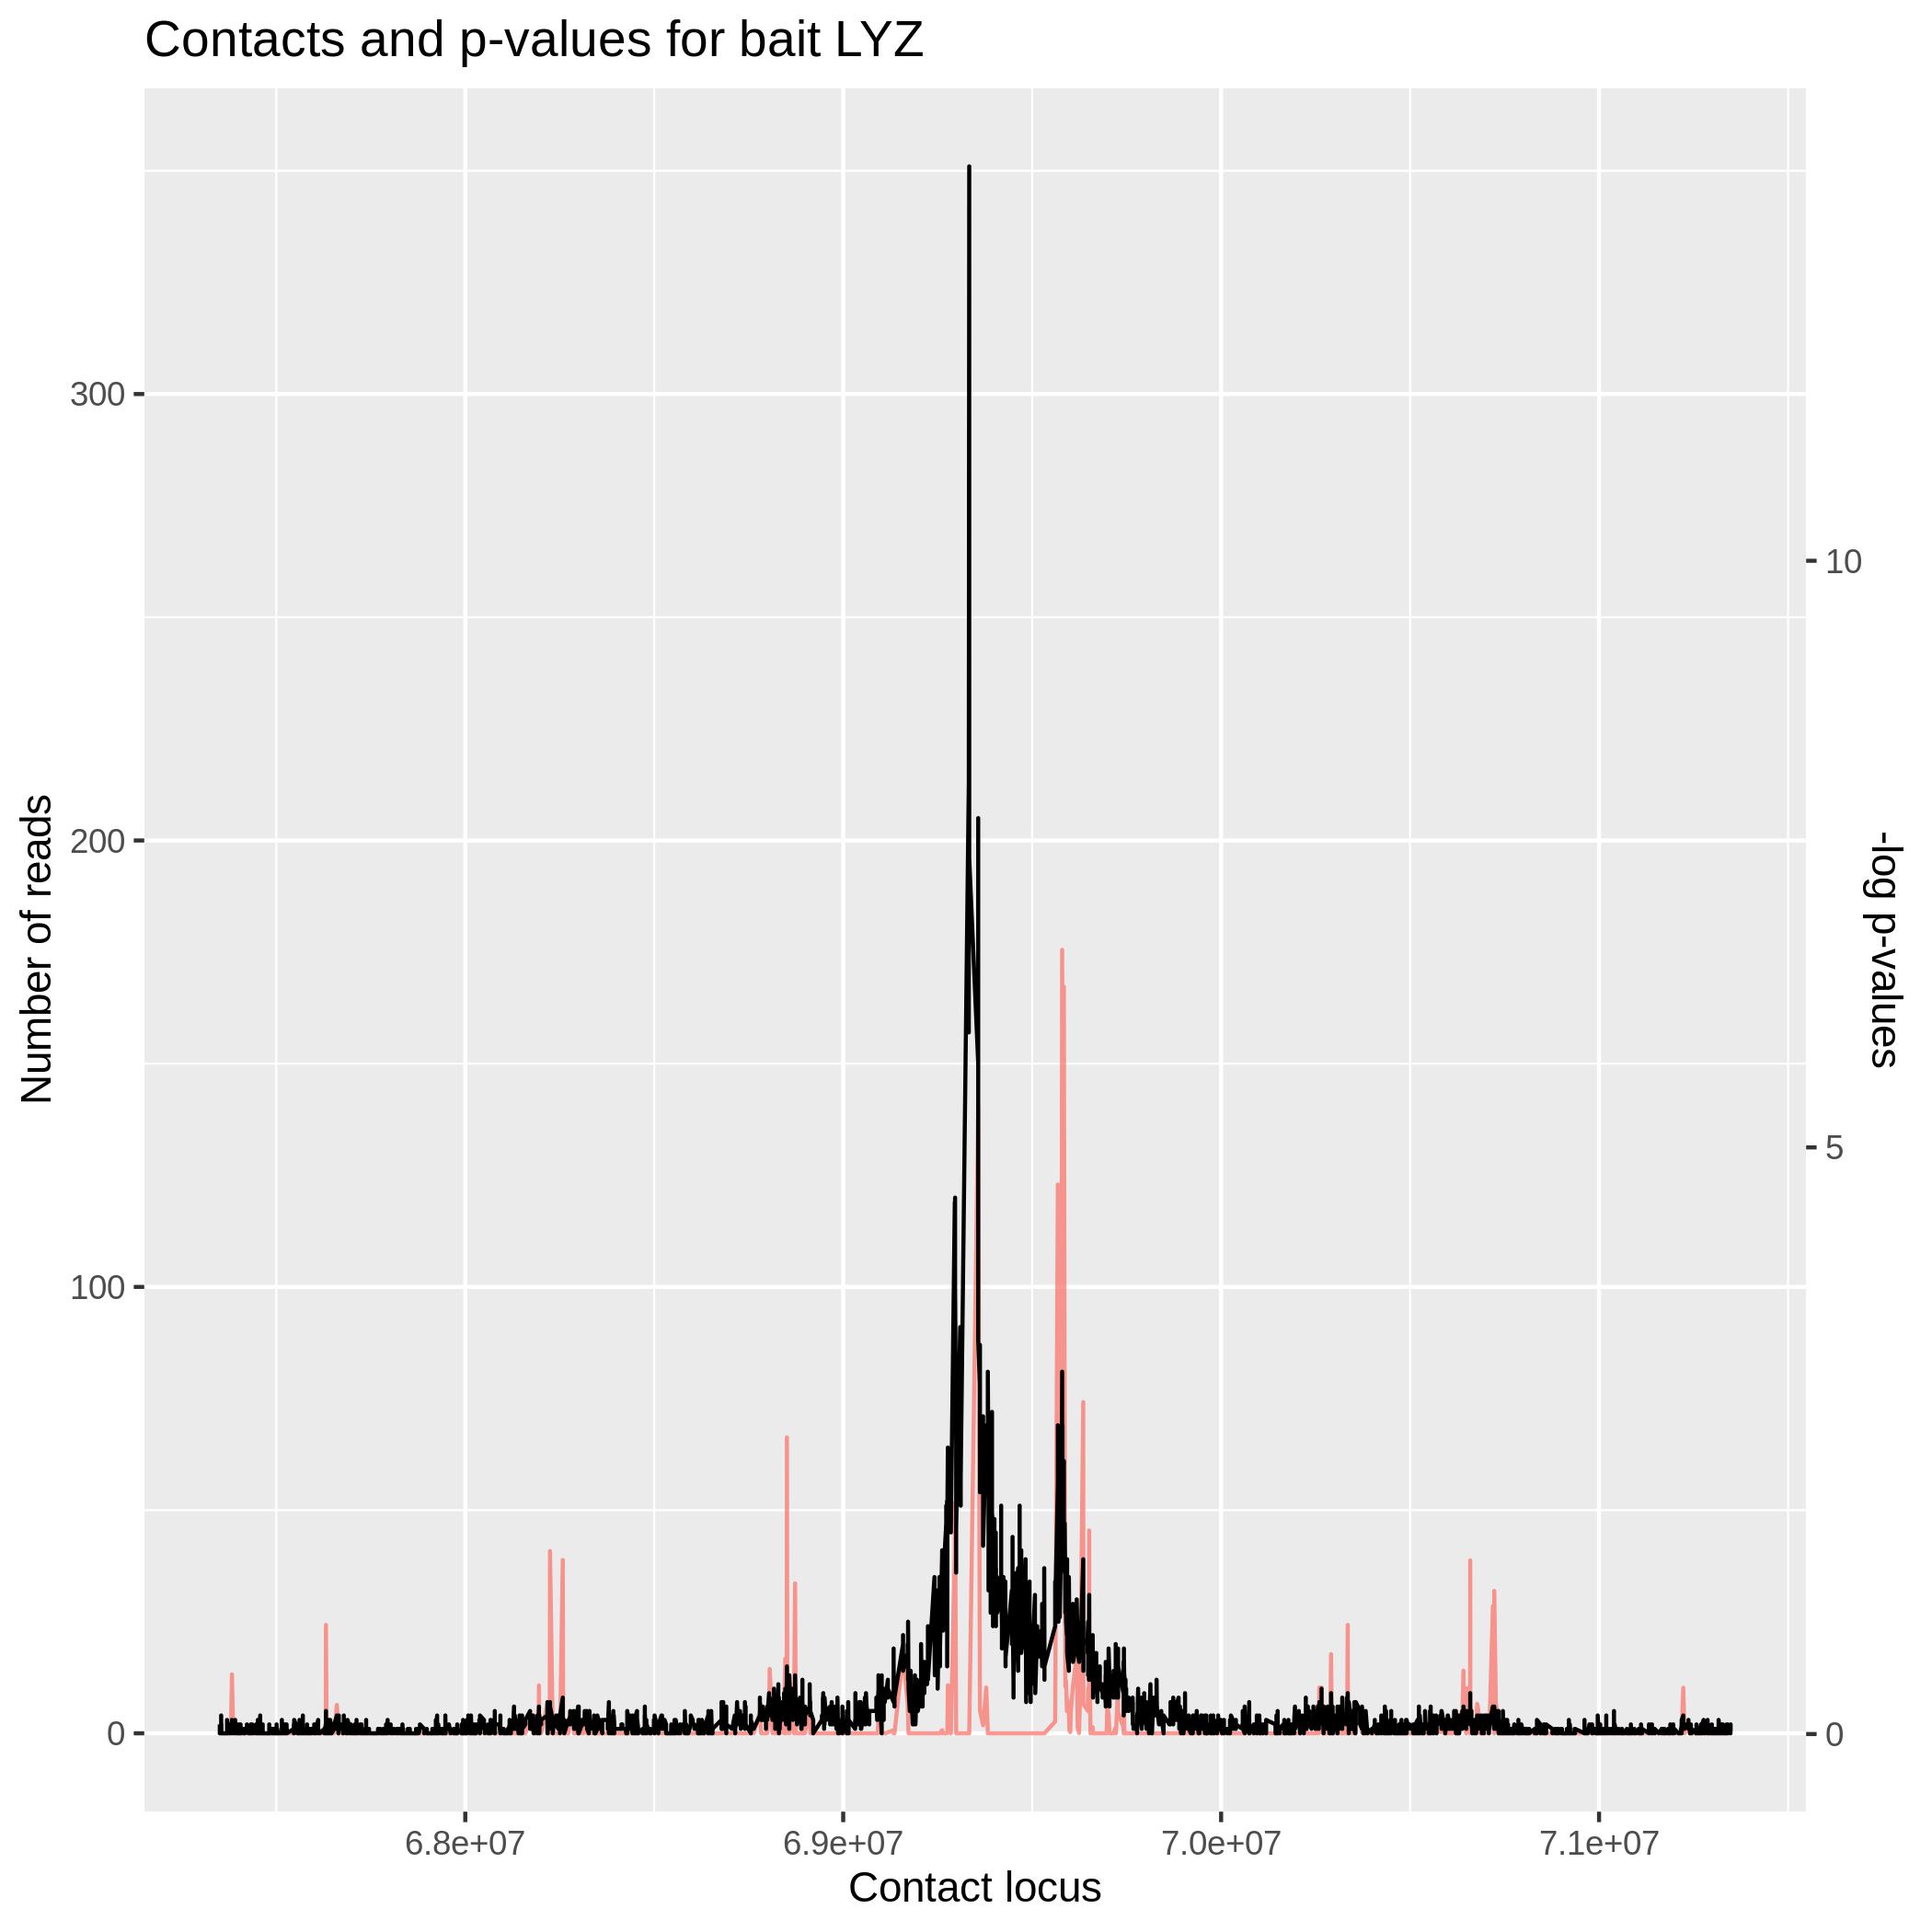 Contacts and p-values for bait LYZ
Number of reads
300
200
100
0
10
5
0
-log p-values
6.8e+07
6.9e+07
7.0e+07
7.1e+07
Contact locus